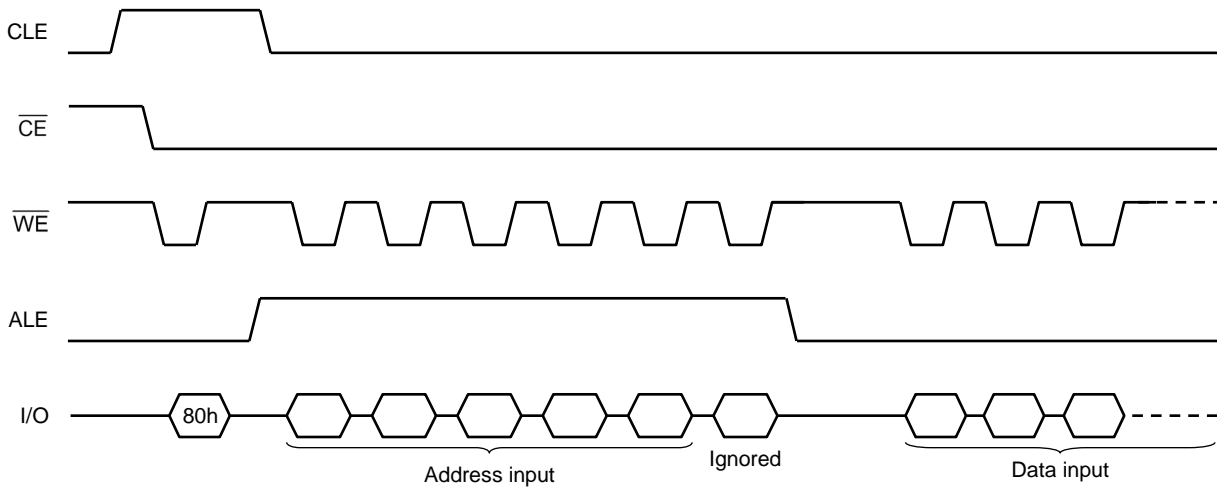 CLE
CE
WE
ALE
I/O
80h
Address input
Ignored
Data input